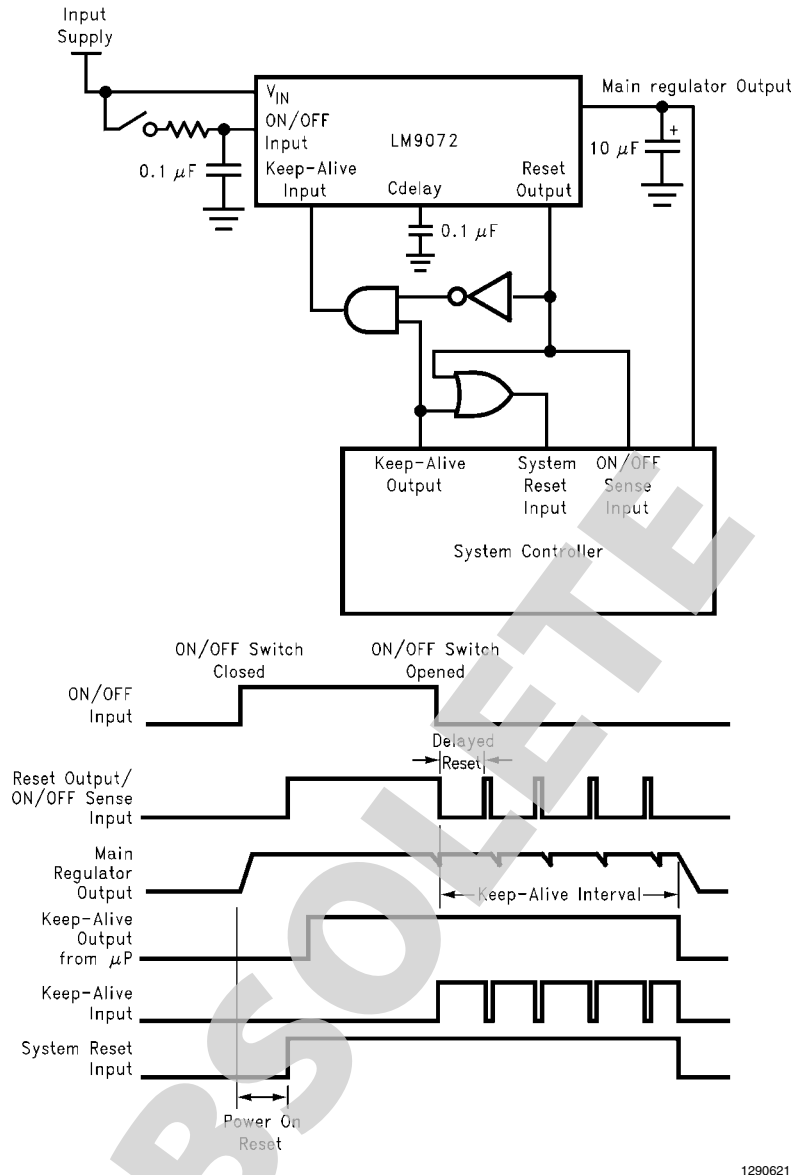 Input
Supply
V_IN
ON/OFF
Input
Keep-Alive
Input
LM9072
Cdelay
Reset
Output
Main regulator Output
+
10 μF
0.1 μF
0.1 μF
Keep-Alive
Output
System
Reset
Input
ON/OFF
Sense
Input
System Controller
ON/OFF Switch
Closed
ON/OFF Switch
Opened
ON/OFF
Input
Delayed
Reset
Reset Output/
ON/OFF Sense
Input
Main
Regulator
Output
Keep-Alive Interval
Keep-Alive
Output
from μP
Keep-Alive
Input
System Reset
Input
Power On
Reset
OBSOLETE
1290621